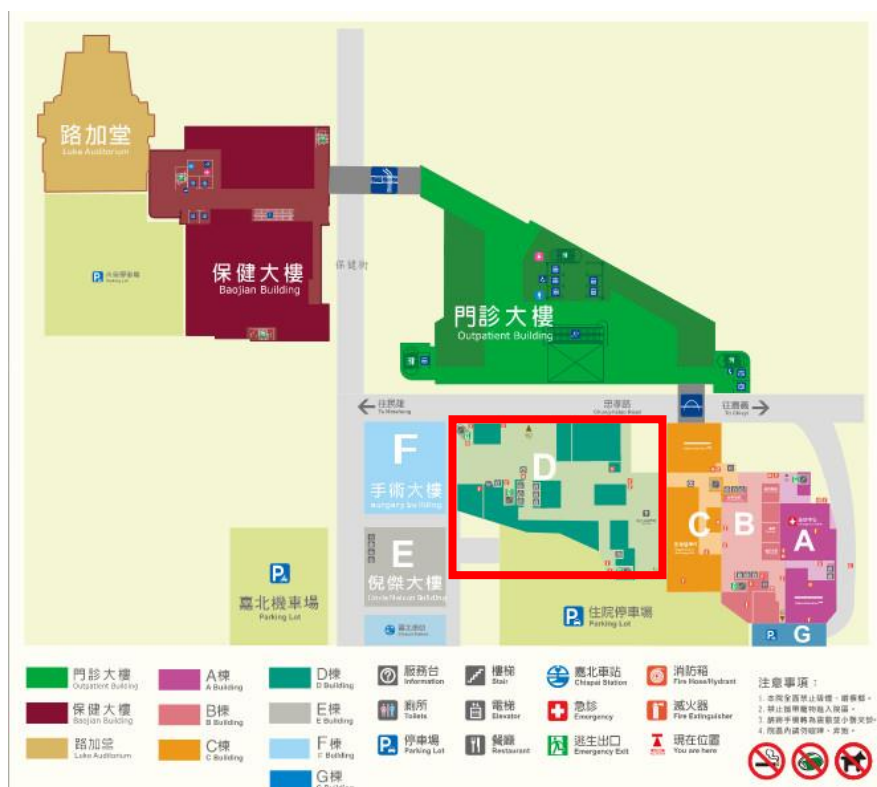 路加堂
Luke Auditorium
保健大樓
Baojian Building
P
Parking Lot
保健街
門診大樓
Outpatient Building
往民雄
忠孝路
往嘉義
F
手術大樓
surgery building
D
C
B
A
E
倪傑大樓
P
嘉北機車場
Parking Lot
P
住院停車場
Parking Lot
P
G
門診大樓
Outpatient Building
保健大樓
Baojian Building
路加堂
Luke Auditorium
A棟
A Building
B棟
B Building
C棟
C Building
D棟
D Building
E棟
E Building
F棟
F Building
G棟
服務台
Information
廁所
Toilets
P
停車場
Parking Lot
樓梯
Stair
電梯
Elevator
餐廳
Restaurant
嘉北車站
Chiapei Station
急診
Emergency
逃生出口
Emergency Exit
消防箱
Fire Hose/Hydrant
滅火器
Fire Extinguisher
現在位置
You are here
注意事項：